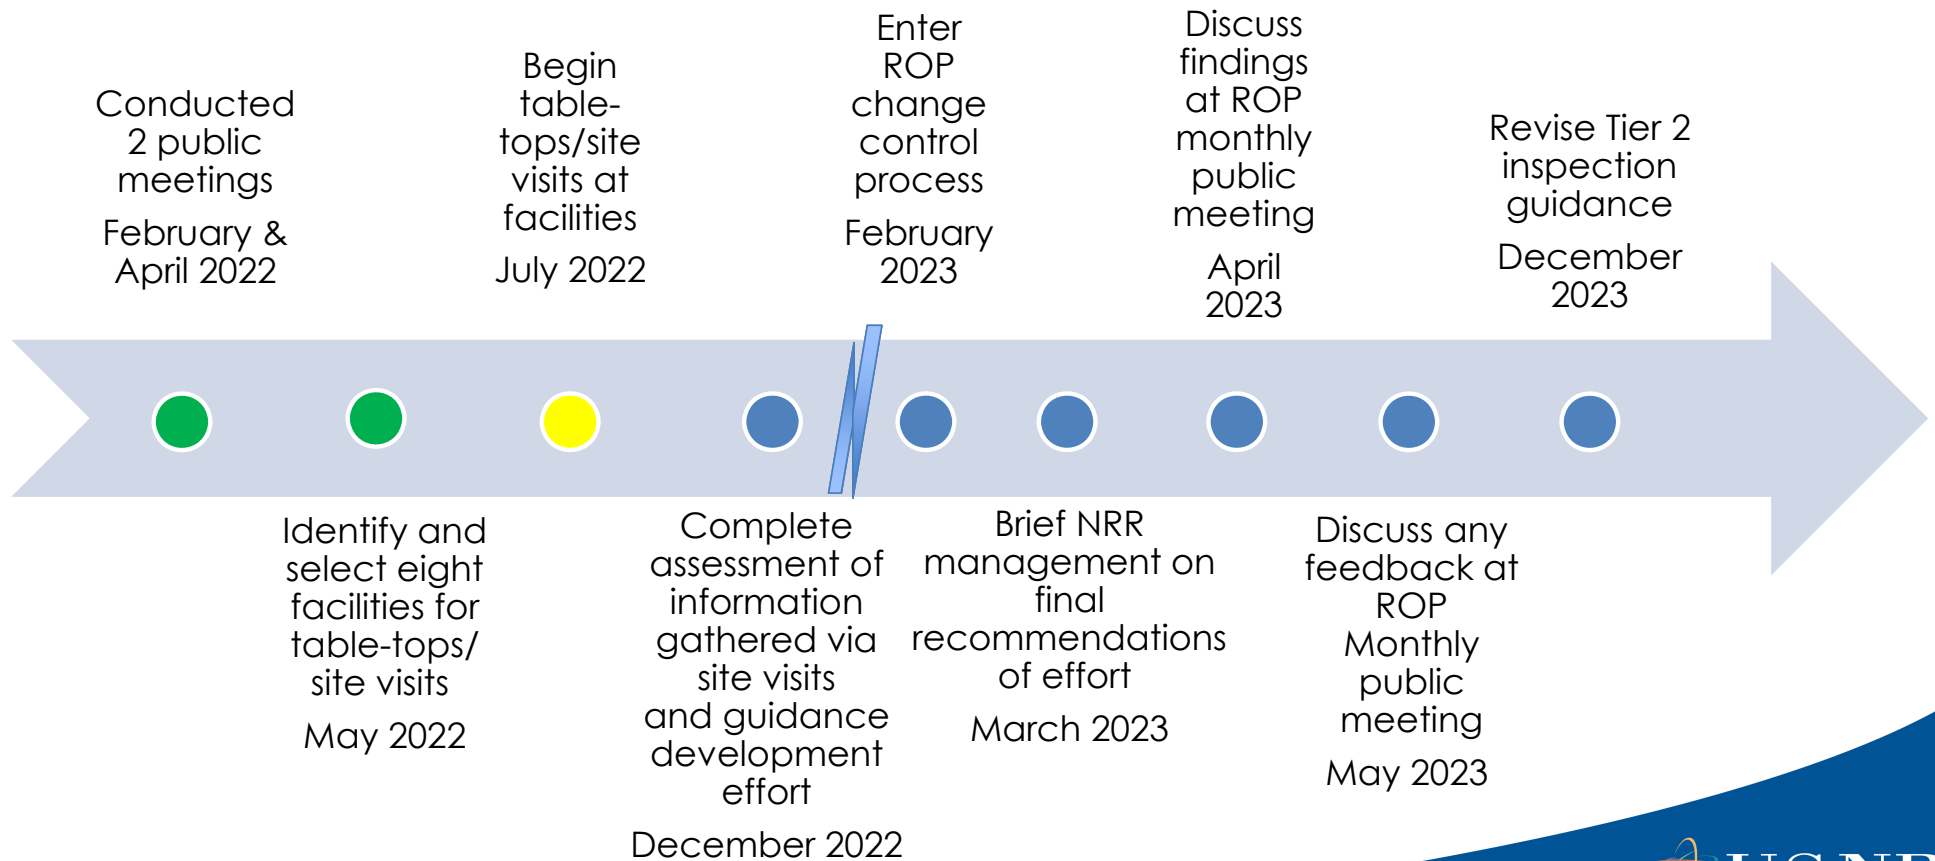 Conducted
2 public
meetings
February &
April 2022
Identify and
select eight
facilities for
table-tops/
site visits
May 2022
Begin
table-
tops/site
visits at
facilities
July 2022
Complete
assessment of
information
gathered via
site visits
and guidance
development
effort
December 2022
Enter
ROP
change
control
process
February
2023
Brief NRR
management on
final
recommendations
of effort
March 2023
Discuss
findings
at ROP
monthly
public
meeting
April
2023
Discuss any
feedback at
ROP
Monthly
public
meeting
May 2023
Revise Tier 2
inspection
guidance
December
2023